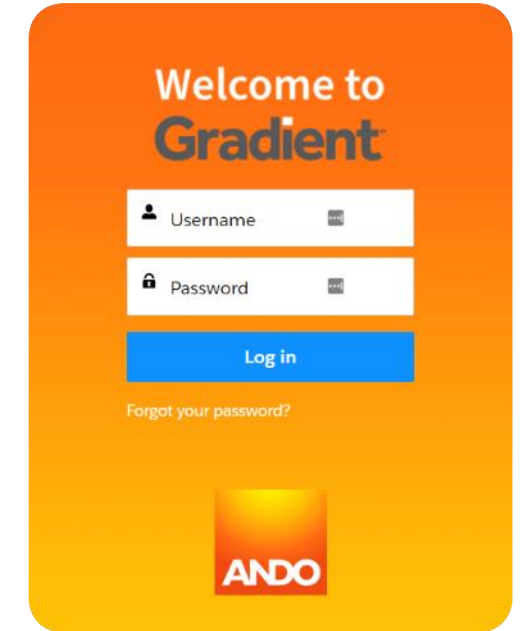 Welcome to
Gradient
Username
Password
Log in
Forgot your password?
ANDO